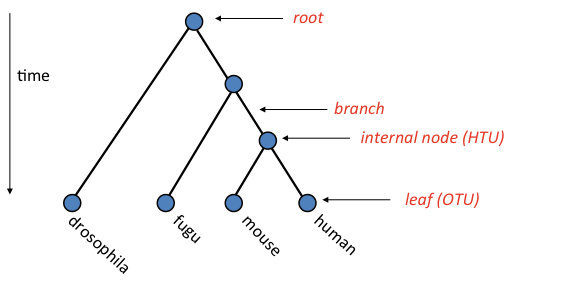 root
time
branch
internal node (HTU)
leaf (OTU)
drosophila
fugu
mouse
human